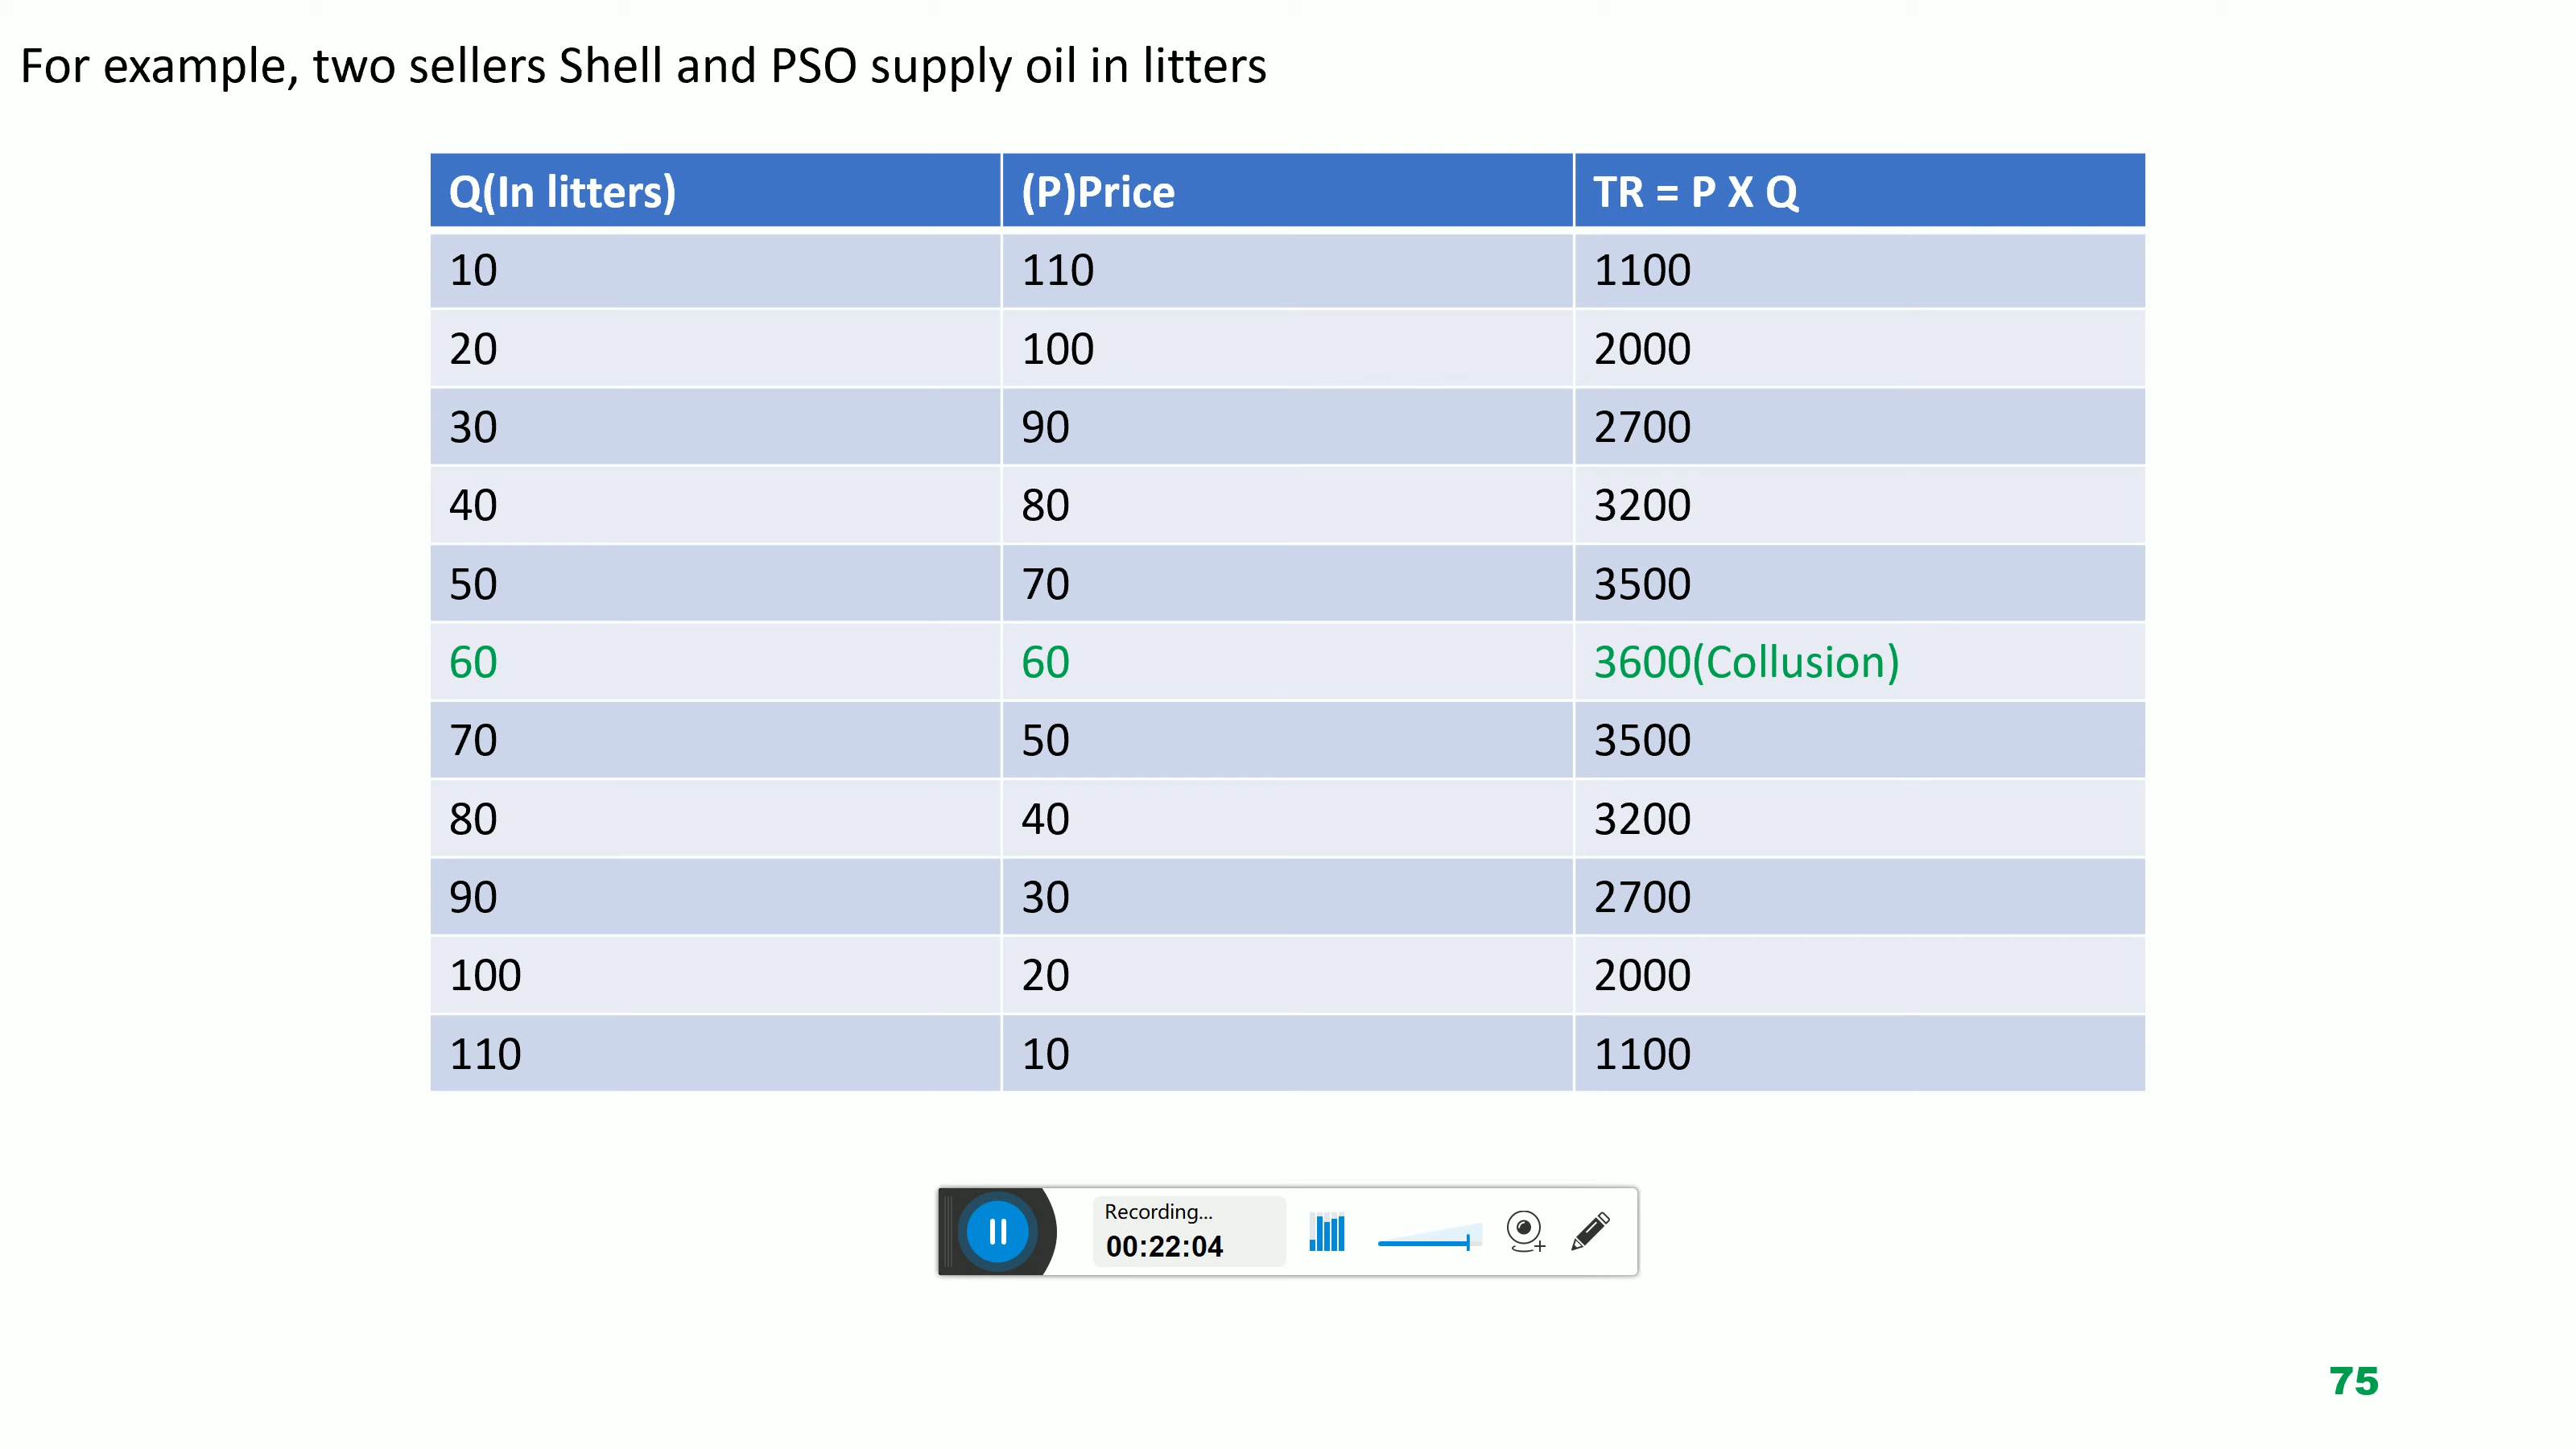 For example, two sellers Shell and PSO supply oil in litters
Q(In litters) (P)Price TR = P X Q
10 110 1100
20 100 2000
30 90 2700
40 80 3200
50 70 3500
60 60 3600(Collusion)
70 50 3500
80 40 3200
90 30 2700
100 20 2000
110 10 1100
Recording...
00:22:04
75